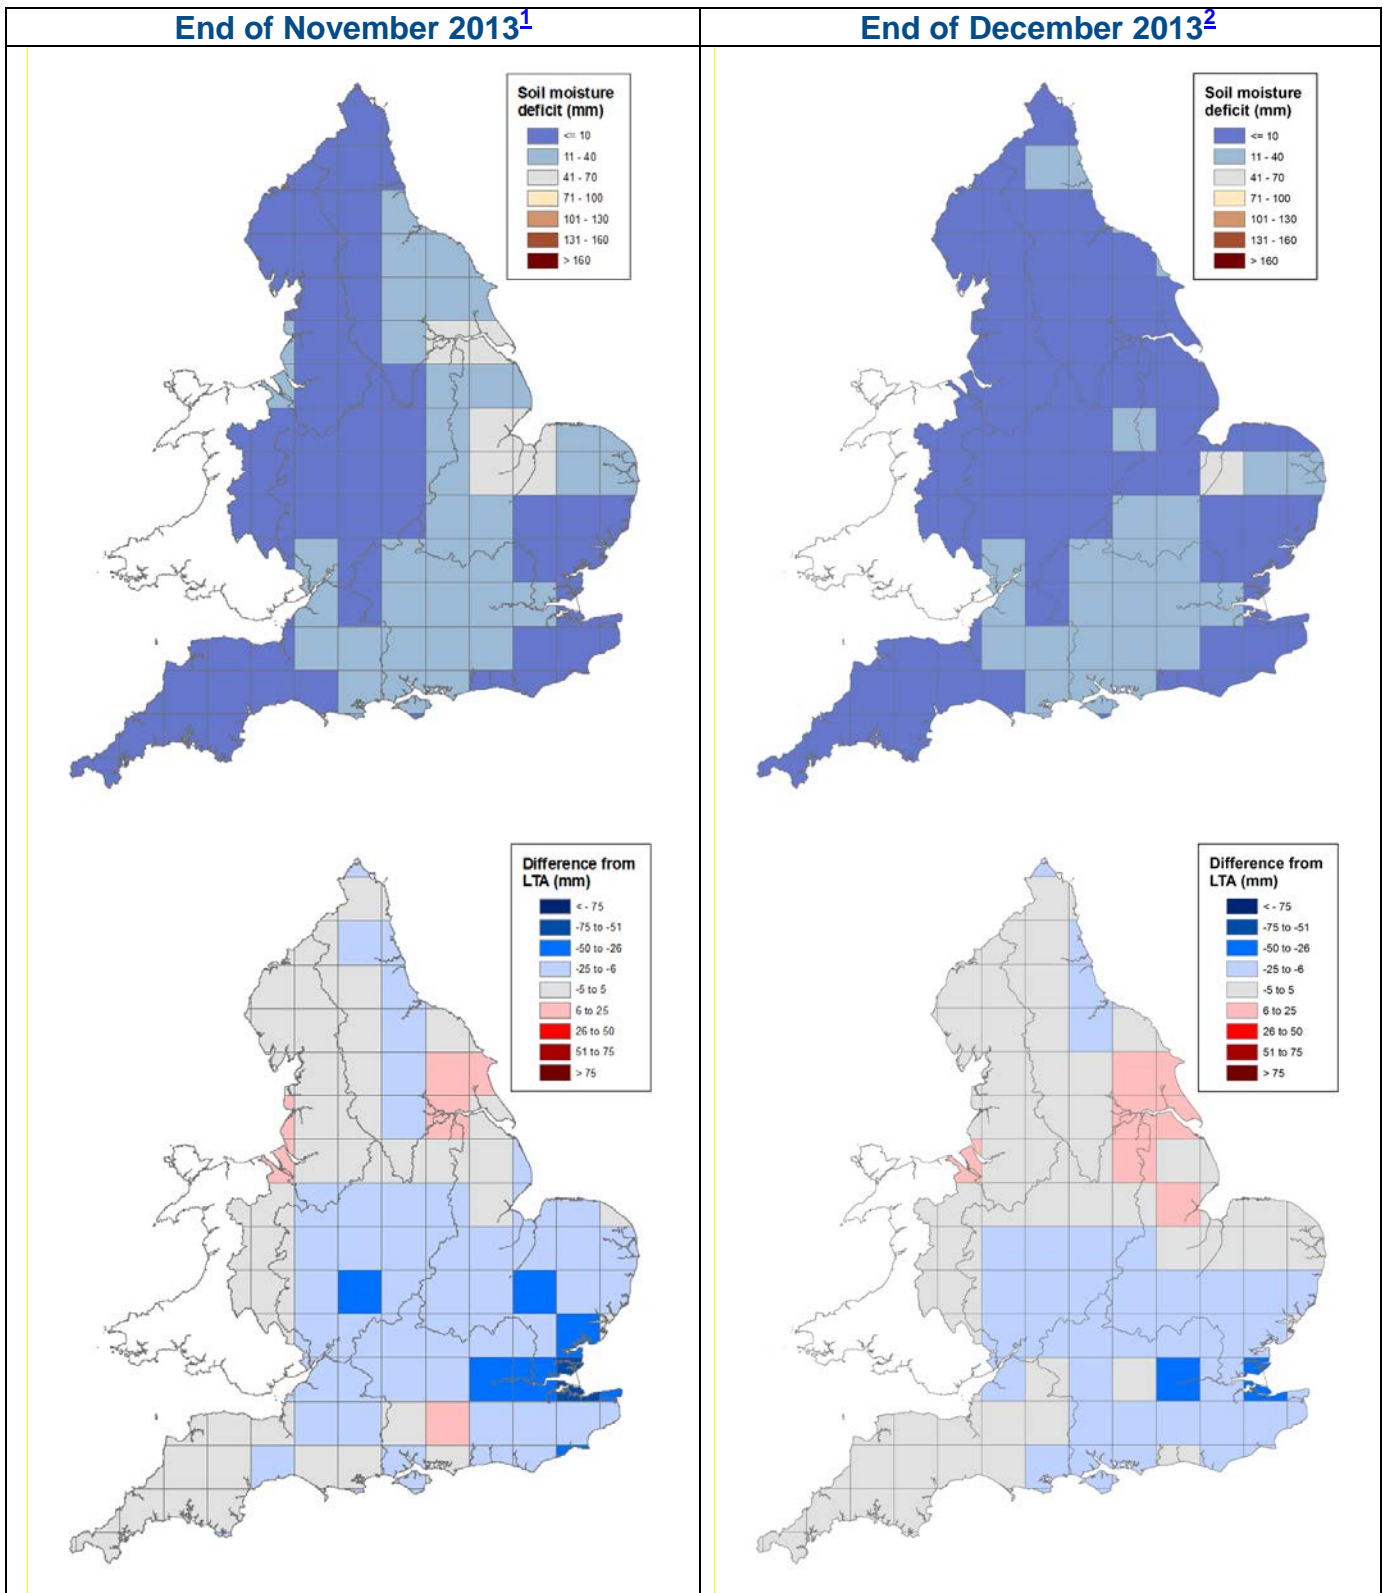 End of November 2013¹
End of December 2013²
Soil moisture
deficit (mm)
<= 10
11 - 40
41 - 70
71 - 100
101 - 130
131 - 160
> 160
Soil moisture
deficit (mm)
<= 10
11 - 40
41 - 70
71 - 100
101 - 130
131 - 160
> 160
Difference from
LTA (mm)
< - 75
-75 to -51
-50 to -26
-25 to -6
-5 to 5
6 to 25
26 to 50
51 to 75
> 75
Difference from
LTA (mm)
< - 75
-75 to -51
-50 to -26
-25 to -6
-5 to 5
6 to 25
26 to 50
51 to 75
> 75